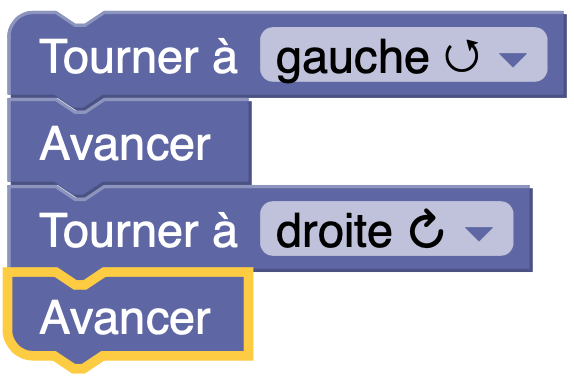 Tourner à gauche ↺
Avancer
Tourner à droite ↻
Avancer